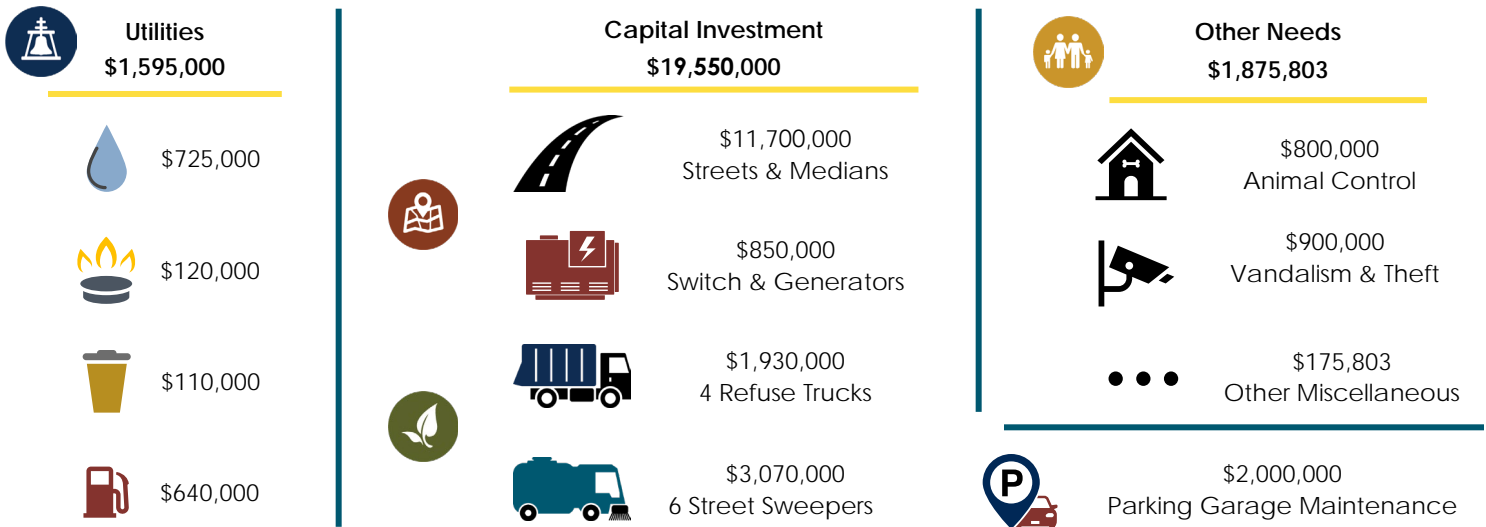 Utilities
$1,595,000
$725,000
$120,000
$110,000
$640,000
Capital Investment
$19,550,000
$11,700,000
Streets & Medians
$850,000
Switch & Generators
$1,930,000
4 Refuse Trucks
$3,070,000
6 Street Sweepers
Other Needs
$1,875,803
$800,000
Animal Control
$900,000
Vandalism & Theft
$175,803
Other Miscellaneous
P
$2,000,000
Parking Garage Maintenance